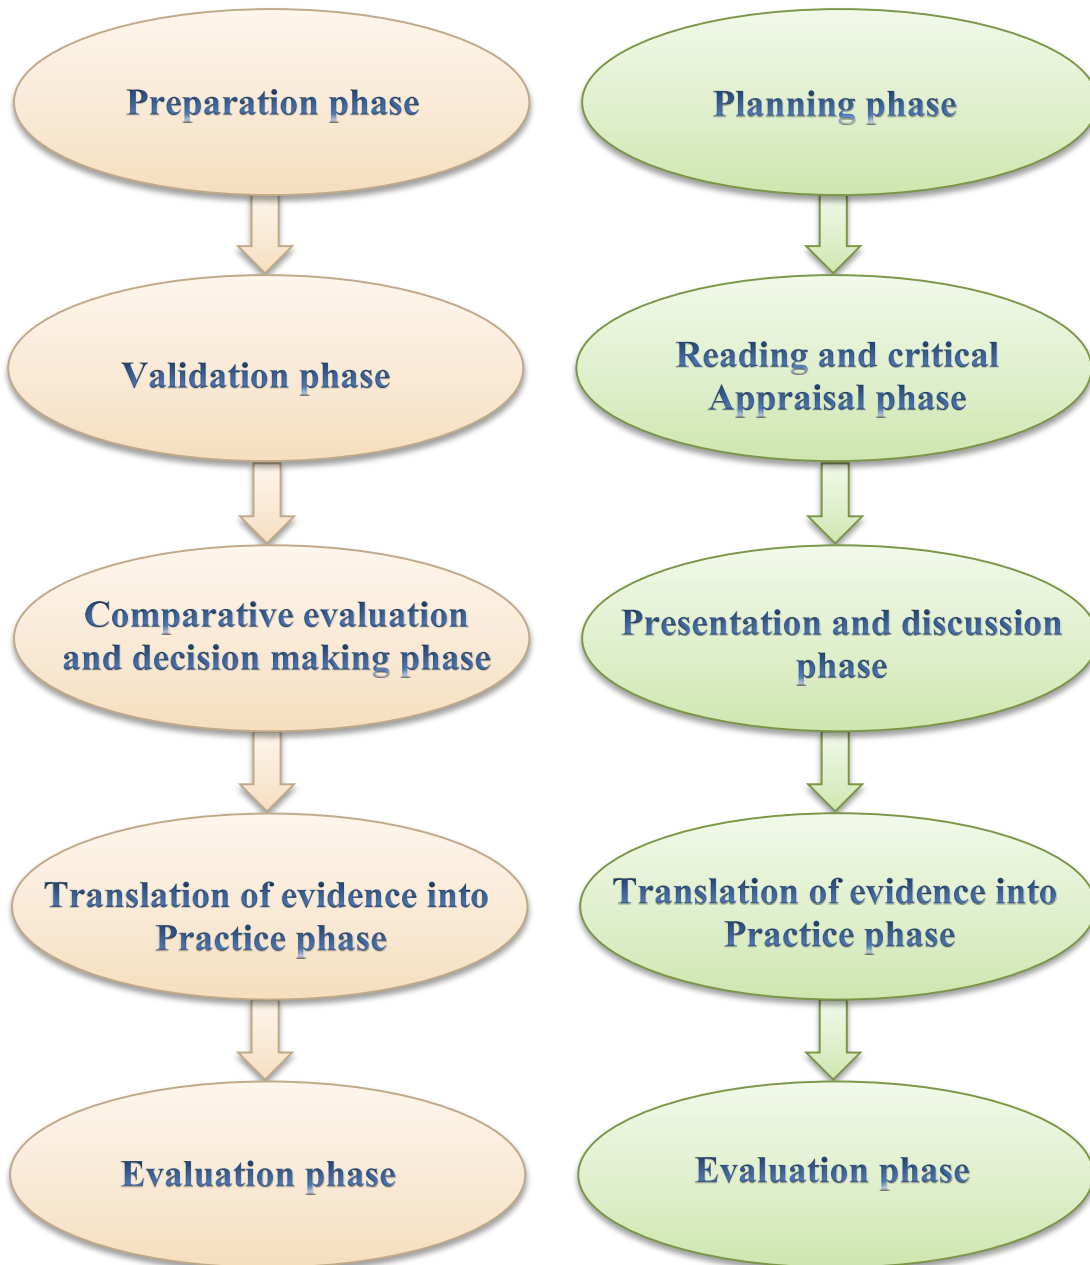 Preparation phase
Validation phase
Comparative evaluation
and decision making phase
Translation of evidence into
Practice phase
Evaluation phase
Planning phase
Reading and critical
Appraisal phase
Presentation and discussion
phase
Translation of evidence into
Practice phase
Evaluation phase